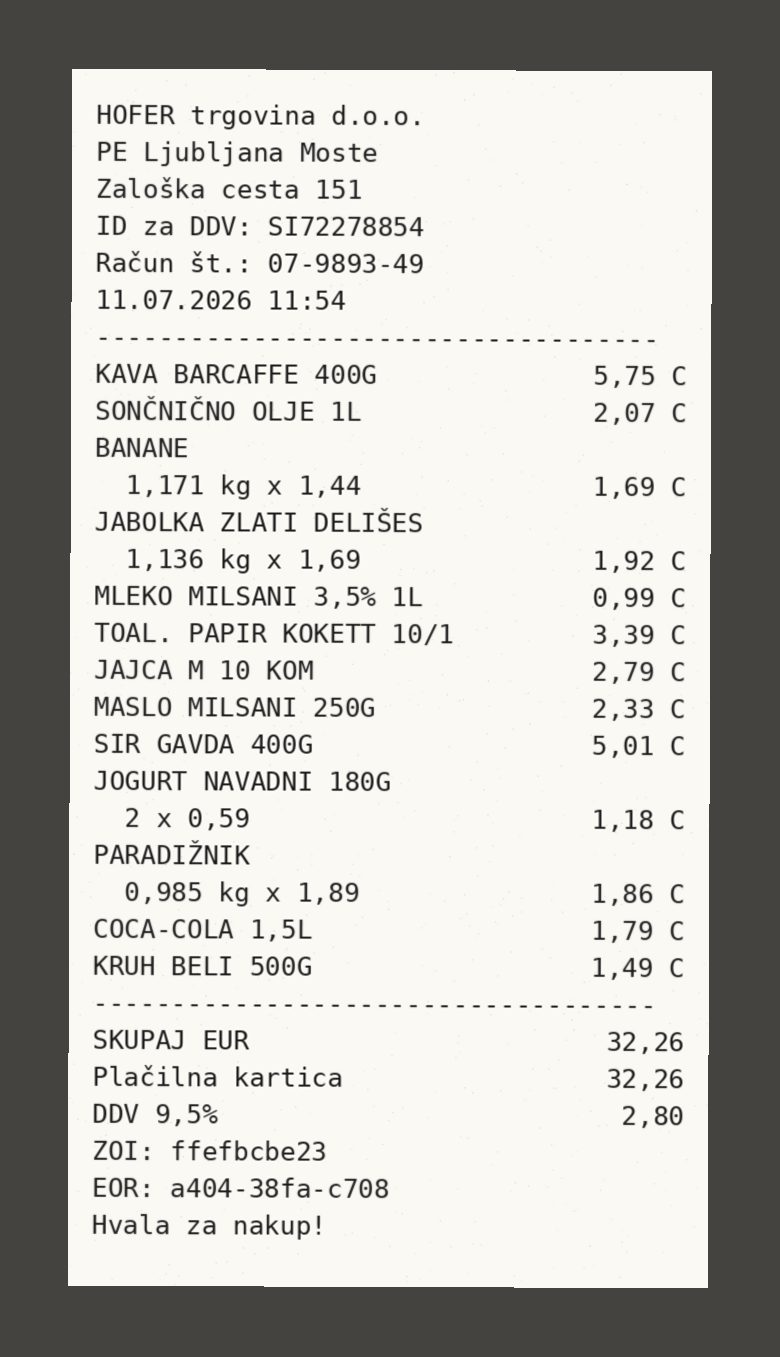 HOFER trgovina d.o.o.
PE Ljubljana Moste
Zaloška cesta 151
ID za DDV: SI72278854
Račun št.: 07-9893-49
11.07.2026 11:54
------------------------------------
KAVA BARCAFFE 400G 5,75 C
SONČNIČNO OLJE 1L 2,07 C
BANANE
1,171 kg x 1,44 1,69 C
JABOLKA ZLATI DELIŠES
1,136 kg x 1,69 1,92 C
MLEKO MILSANI 3,5% 1L 0,99 C
TOAL. PAPIR KOKETT 10/1 3,39 C
JAJCA M 10 KOM 2,79 C
MASLO MILSANI 250G 2,33 C
SIR GAVDA 400G 5,01 C
JOGURT NAVADNI 180G
2 x 0,59 1,18 C
PARADIŽNIK
0,985 kg x 1,89 1,86 C
COCA-COLA 1,5L 1,79 C
KRUH BELI 500G 1,49 C
------------------------------------
SKUPAJ EUR 32,26
Plačilna kartica 32,26
DDV 9,5% 2,80
ZOI: ffefbcbe23
EOR: a404-38fa-c708
Hvala za nakup!